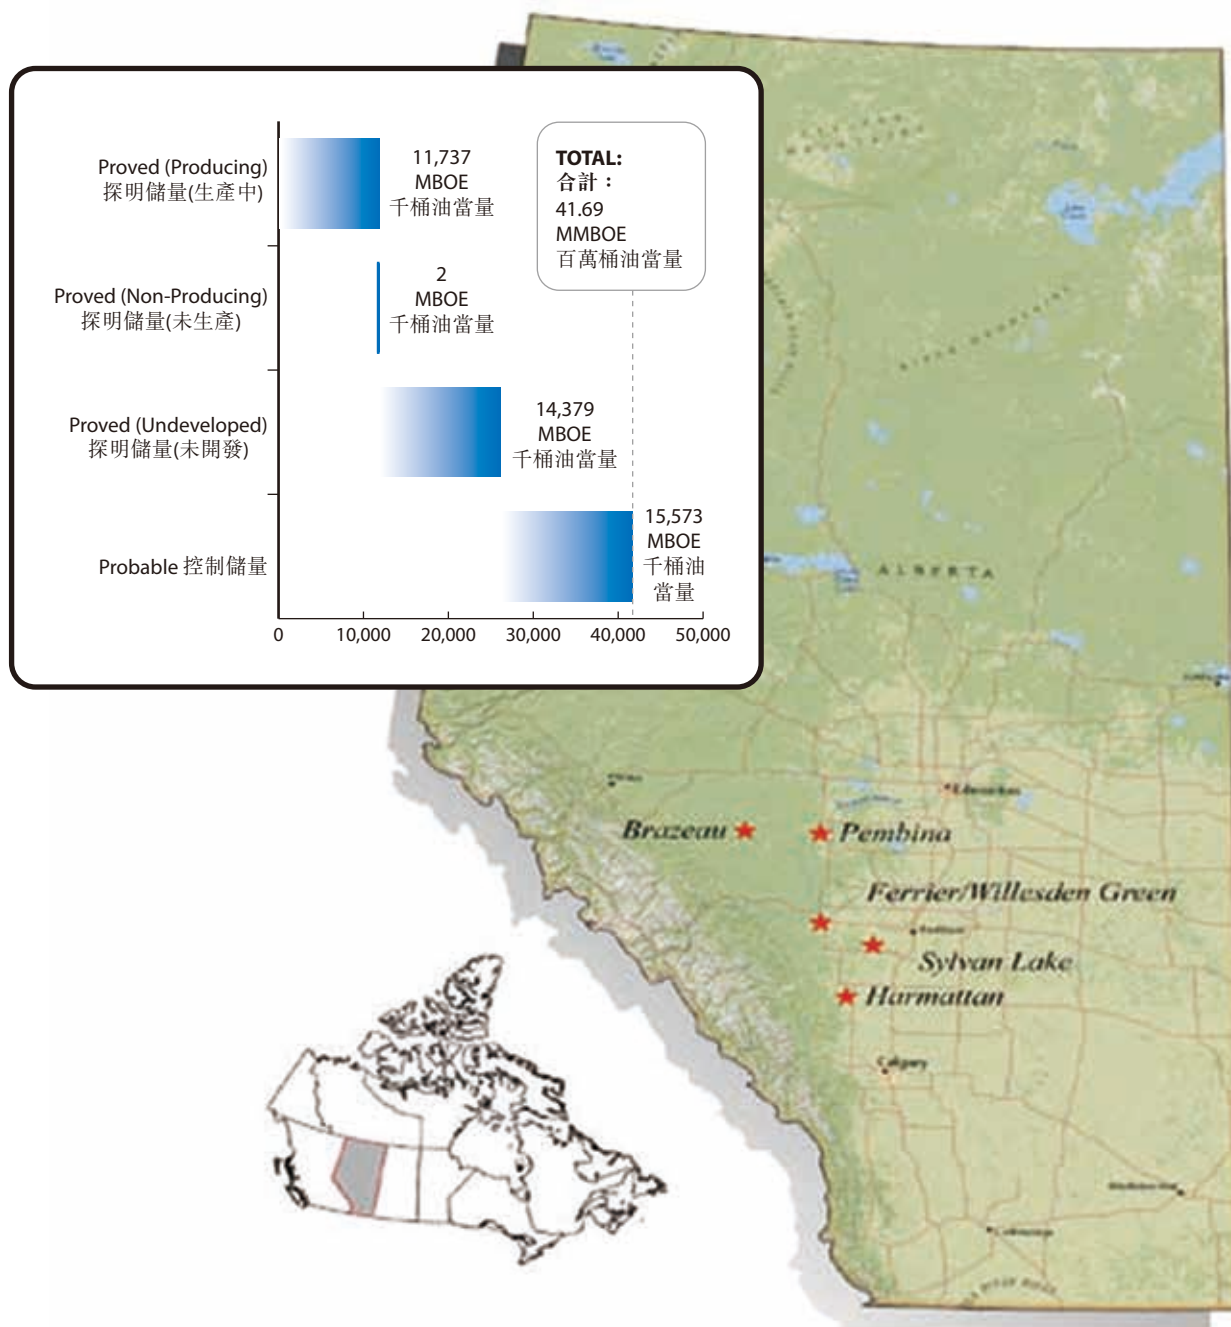 Proved (Producing)
探明儲量(生產中)
11,737
MBOE
千桶油當量
TOTAL:
合計：
41.69
MMBOE
百萬桶油當量
Proved (Non-Producing)
探明儲量(未生產)
2
MBOE
千桶油當量
Proved (Undeveloped)
探明儲量(未開發)
14,379
MBOE
千桶油當量
Probable 控制儲量
15,573
MBOE
千桶油
當量
0 10,000 20,000 30,000 40,000 50,000
ALBERTA
Edmonton
Brazeau
Pembina
Ferrier/Willesden Green
Sylvan Lake
Harmattan
Calgary